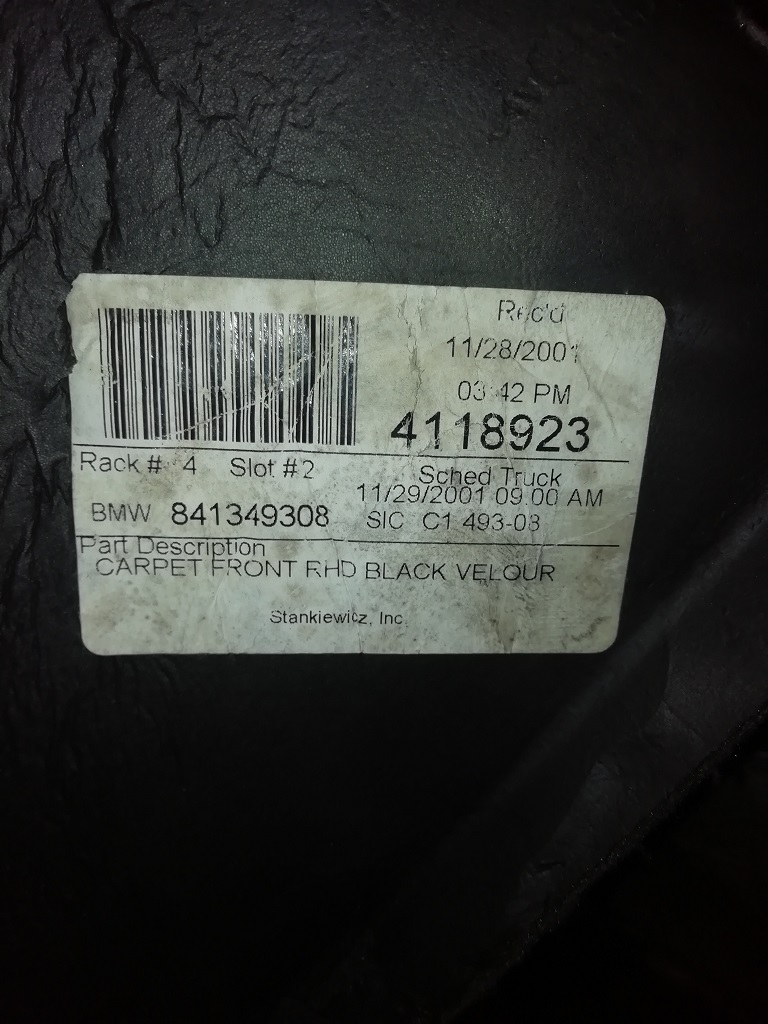 Rec'd
11/28/2001
03:42 PM
4118923
Rack # 4 Slot #2
Sched Truck
11/29/2001 09:00 AM
BMW 841349308 SIC C1 493-03
Part Description
CARPET FRONT RHD BLACK VELOUR
Stankiewicz, Inc.